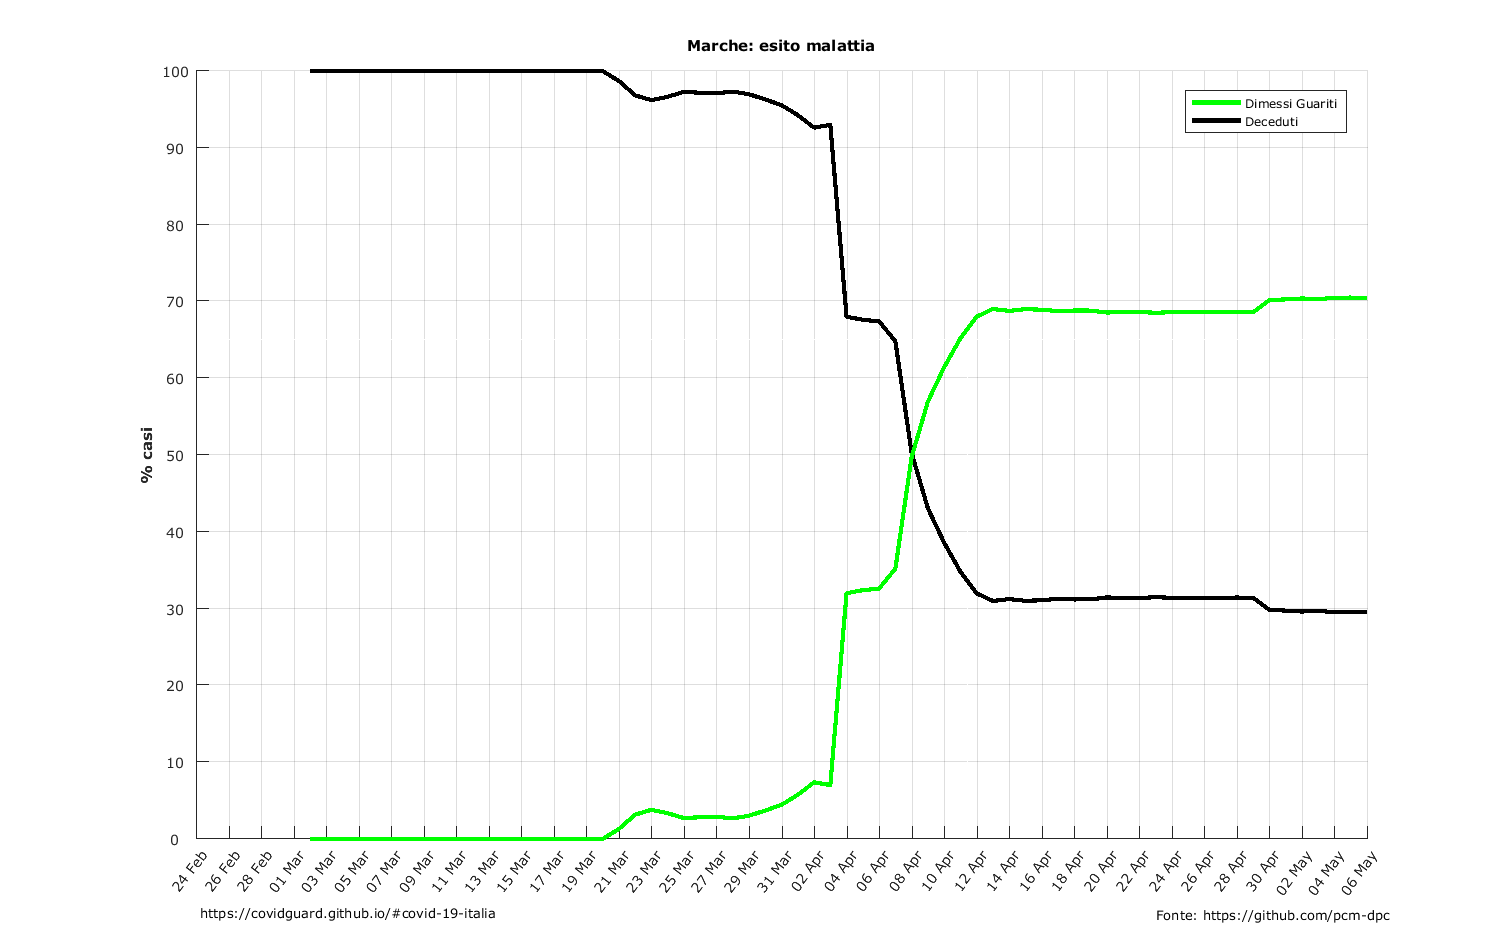 Marche: esito malattia
Dimessi Guariti
Deceduti
% casi
100
90
80
70
60
50
40
30
20
10
0
24 Feb
26 Feb
28 Feb
01 Mar
03 Mar
05 Mar
07 Mar
09 Mar
11 Mar
13 Mar
15 Mar
17 Mar
19 Mar
21 Mar
23 Mar
25 Mar
27 Mar
29 Mar
31 Mar
02 Apr
04 Apr
06 Apr
08 Apr
10 Apr
12 Apr
14 Apr
16 Apr
18 Apr
20 Apr
22 Apr
24 Apr
26 Apr
28 Apr
30 Apr
02 May
04 May
06 May
https://covidguard.github.io/#covid-19-italia
Fonte: https://github.com/pcm-dpc